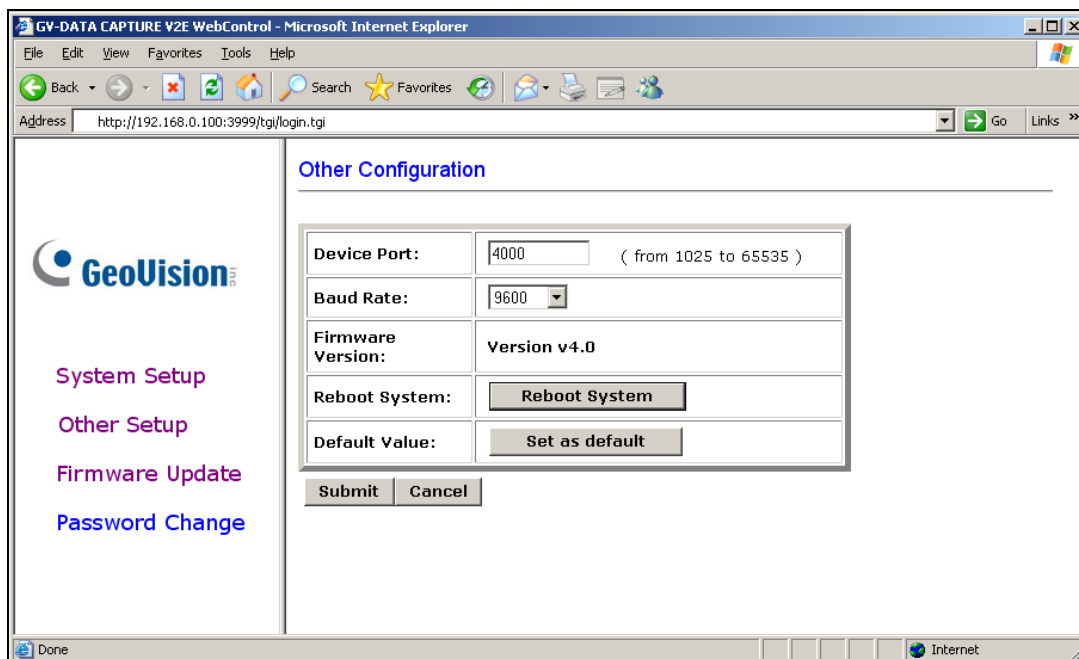 GV-DATA CAPTURE V2E WebControl - Microsoft Internet Explorer
File Edit View Favorites Tools Help
Back Search Favorites
Address http://192.168.0.100:3999/tgi/login.tgi Go Links »
Other Configuration
GeoVision inc
Device Port: 4000 ( from 1025 to 65535 )
Baud Rate: 9600
Firmware
Version: Version v4.0
Reboot System: Reboot System
Default Value: Set as default
Submit Cancel
System Setup
Other Setup
Firmware Update
Password Change
Done Internet